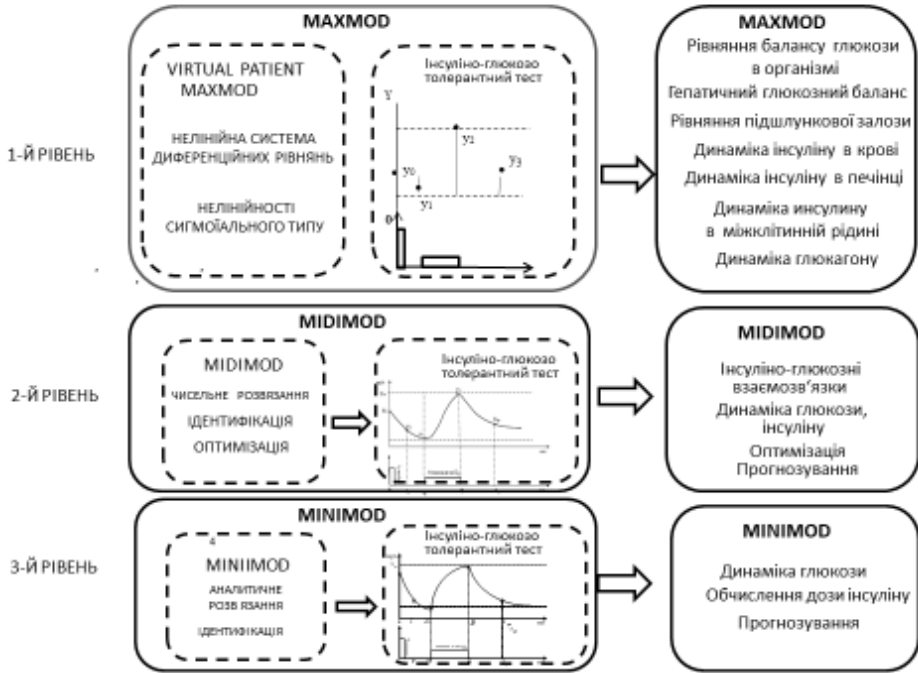 MAXMOD
VIRTUAL PATIENT
MAXMOD
НЕЛІНІЙНА СИСТЕМА
ДИФЕРЕНЦІЙНИХ РІВНЯНЬ
НЕЛІНІЙНОСТІ
СИГМОЇАЛЬНОГО ТИПУ
Інсуліно-глюкозо
толерантний тест
Y
y₂
y₀
y₃
y₁
1-Й РІВЕНЬ
MAXMOD
Рівняння балансу глюкози
в організмі
Гепатичний глюкозний баланс
Рівняння підшлункової залози
Динаміка інсуліну в крові
Динаміка інсуліну в печінці
Динаміка инсулину
в міжклітинній рідині
Динаміка глюкагону
MIDIMOD
MIDIMOD
ЧИСЕЛЬНЕ РОЗВЯЗАННЯ
ІДЕНТИФІКАЦІЯ
ОПТИМІЗАЦІЯ
Інсуліно-глюкозо
толерантний тест
2-Й РІВЕНЬ
MIDIMOD
Інсуліно-глюкозні
взаємозв'язки
Динаміка глюкози,
інсуліну
Оптимізація
Прогнозування
MINIMOD
4
MINIIMOD
АНАЛИТИЧНЕ
РОЗВ ЯЗАННЯ
ІДЕНТИФІКАЦІЯ
Інсуліно-глюкозо
толерантний тест
3-Й РІВЕНЬ
MINIMOD
Динаміка глюкози
Обчислення дози інсуліну
Прогнозування